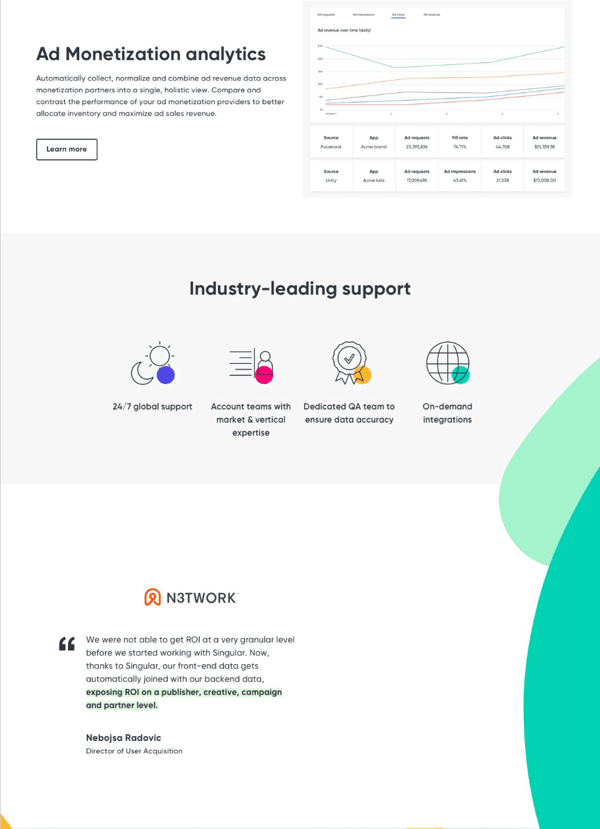 Ad requests Ad impressions Ad clicks Ad revenue
Ad revenue over time (daily)
Ad Monetization analytics
Automatically collect, normalize and combine ad revenue data across
monetization partners into a single, holistic view. Compare and
contrast the performance of your ad monetization providers to better
allocate inventory and maximize ad sales revenue.
Learn more
Source App Ad requests Fill rate Ad clicks Ad revenue
Facebook Acme brand 23,393,836 76.71% 44,708
Source App Ad requests Ad impressions Ad clicks Ad revenue
Unity Acme kids 17,009,696 43.61% 21,038 $13,008.00
Industry-leading support
24/7 global support
Account teams with
market & vertical
expertise
Dedicated QA team to
ensure data accuracy
On-demand
integrations
N3TWORK
“
We were not able to get ROI at a very granular level
before we started working with Singular. Now,
thanks to Singular, our front-end data gets
automatically joined with our backend data,
exposing ROI on a publisher, creative, campaign
and partner level.
Nebojsa Radovic
Director of User Acquisition